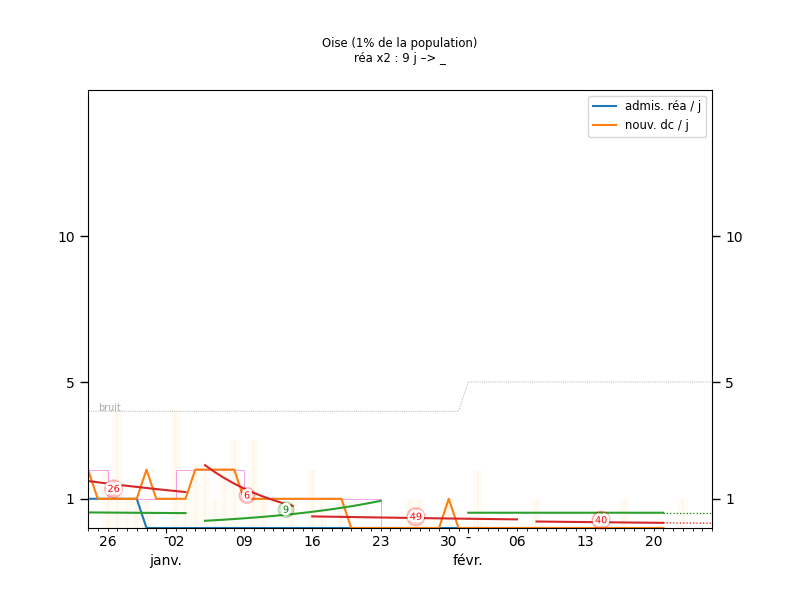 Oise (1% de la population)
réa x2 : 9 j –> _
admis. réa / j
nouv. dc / j
10 10
5 5
bruit
26
6
9
1 1
49
40
26 02 09 16 23 30 06 13 20
janv. févr.